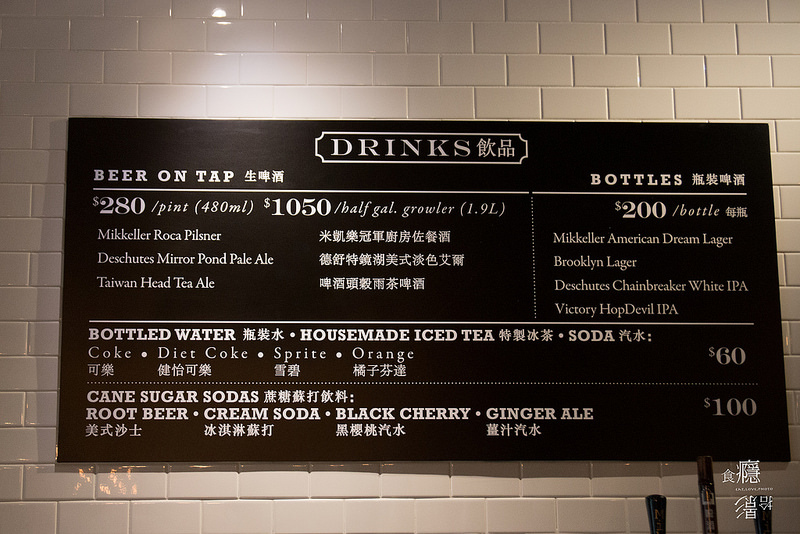 DRINKS 飲品
BEER ON TAP 生啤酒
$280 /pint (480ml) $1050 /half gal. growler (1.9L)
Mikkeller Roca Pilsner 米凱樂冠軍廚房佐餐酒
Deschutes Mirror Pond Pale Ale 德舒特鏡湖美式淡色艾爾
Taiwan Head Tea Ale 啤酒頭穀雨茶啤酒
BOTTLES 瓶裝啤酒
$200 /bottle 每瓶
Mikkeller American Dream Lager
Brooklyn Lager
Deschutes Chainbreaker White IPA
Victory HopDevil IPA
BOTTLED WATER 瓶裝水 • HOUSEMADE ICED TEA 特製冰茶 • SODA 汽水:
Coke • Diet Coke • Sprite • Orange
可樂 健怡可樂 雪碧 橘子芬達
$60
CANE SUGAR SODAS 蔗糖蘇打飲料:
ROOT BEER • CREAM SODA • BLACK CHERRY • GINGER ALE
美式沙士 冰淇淋蘇打 黑櫻桃汽水 薑汁汽水
$100
食癮
拾影